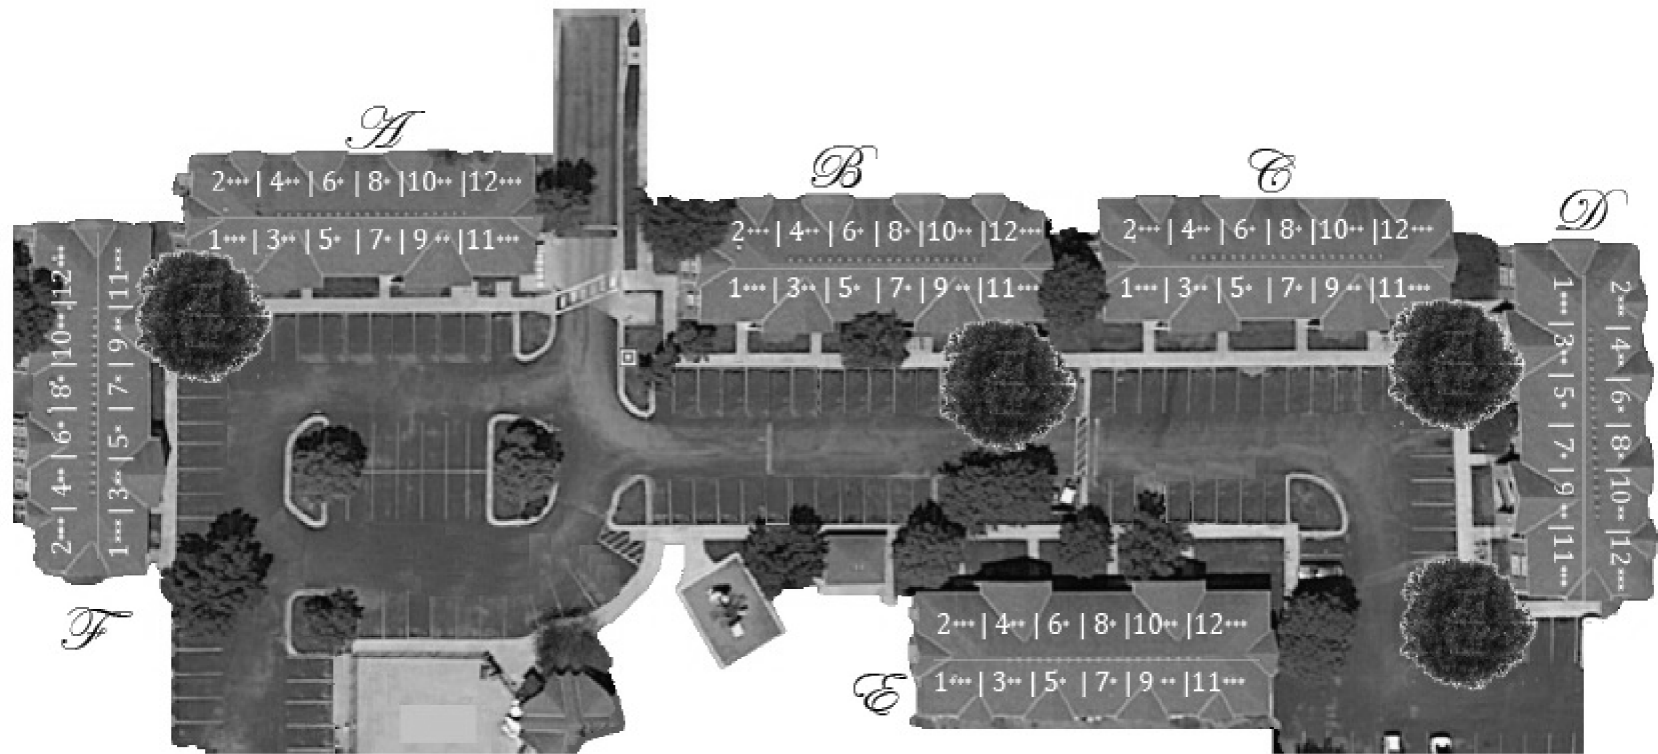 A
2*** | 4** | 6* | 8* |10** |12***
1*** | 3** | 5* | 7* | 9 ** |11***
B
2*** | 4** | 6* | 8* |10** |12***
1*** | 3** | 5* | 7* | 9 ** |11***
C
2*** | 4** | 6* | 8* |10** |12***
1*** | 3** | 5* | 7* | 9 ** |11***
D
2*** | 4** | 6* | 8* |10** |12***
1*** | 3** | 5* | 7* | 9 ** |11***
E
2*** | 4** | 6* | 8* |10** |12***
1*** | 3** | 5* | 7* | 9 ** |11***
F
2*** | 4** | 6* | 8* |10** |12***
1*** | 3** | 5* | 7* | 9 ** |11***